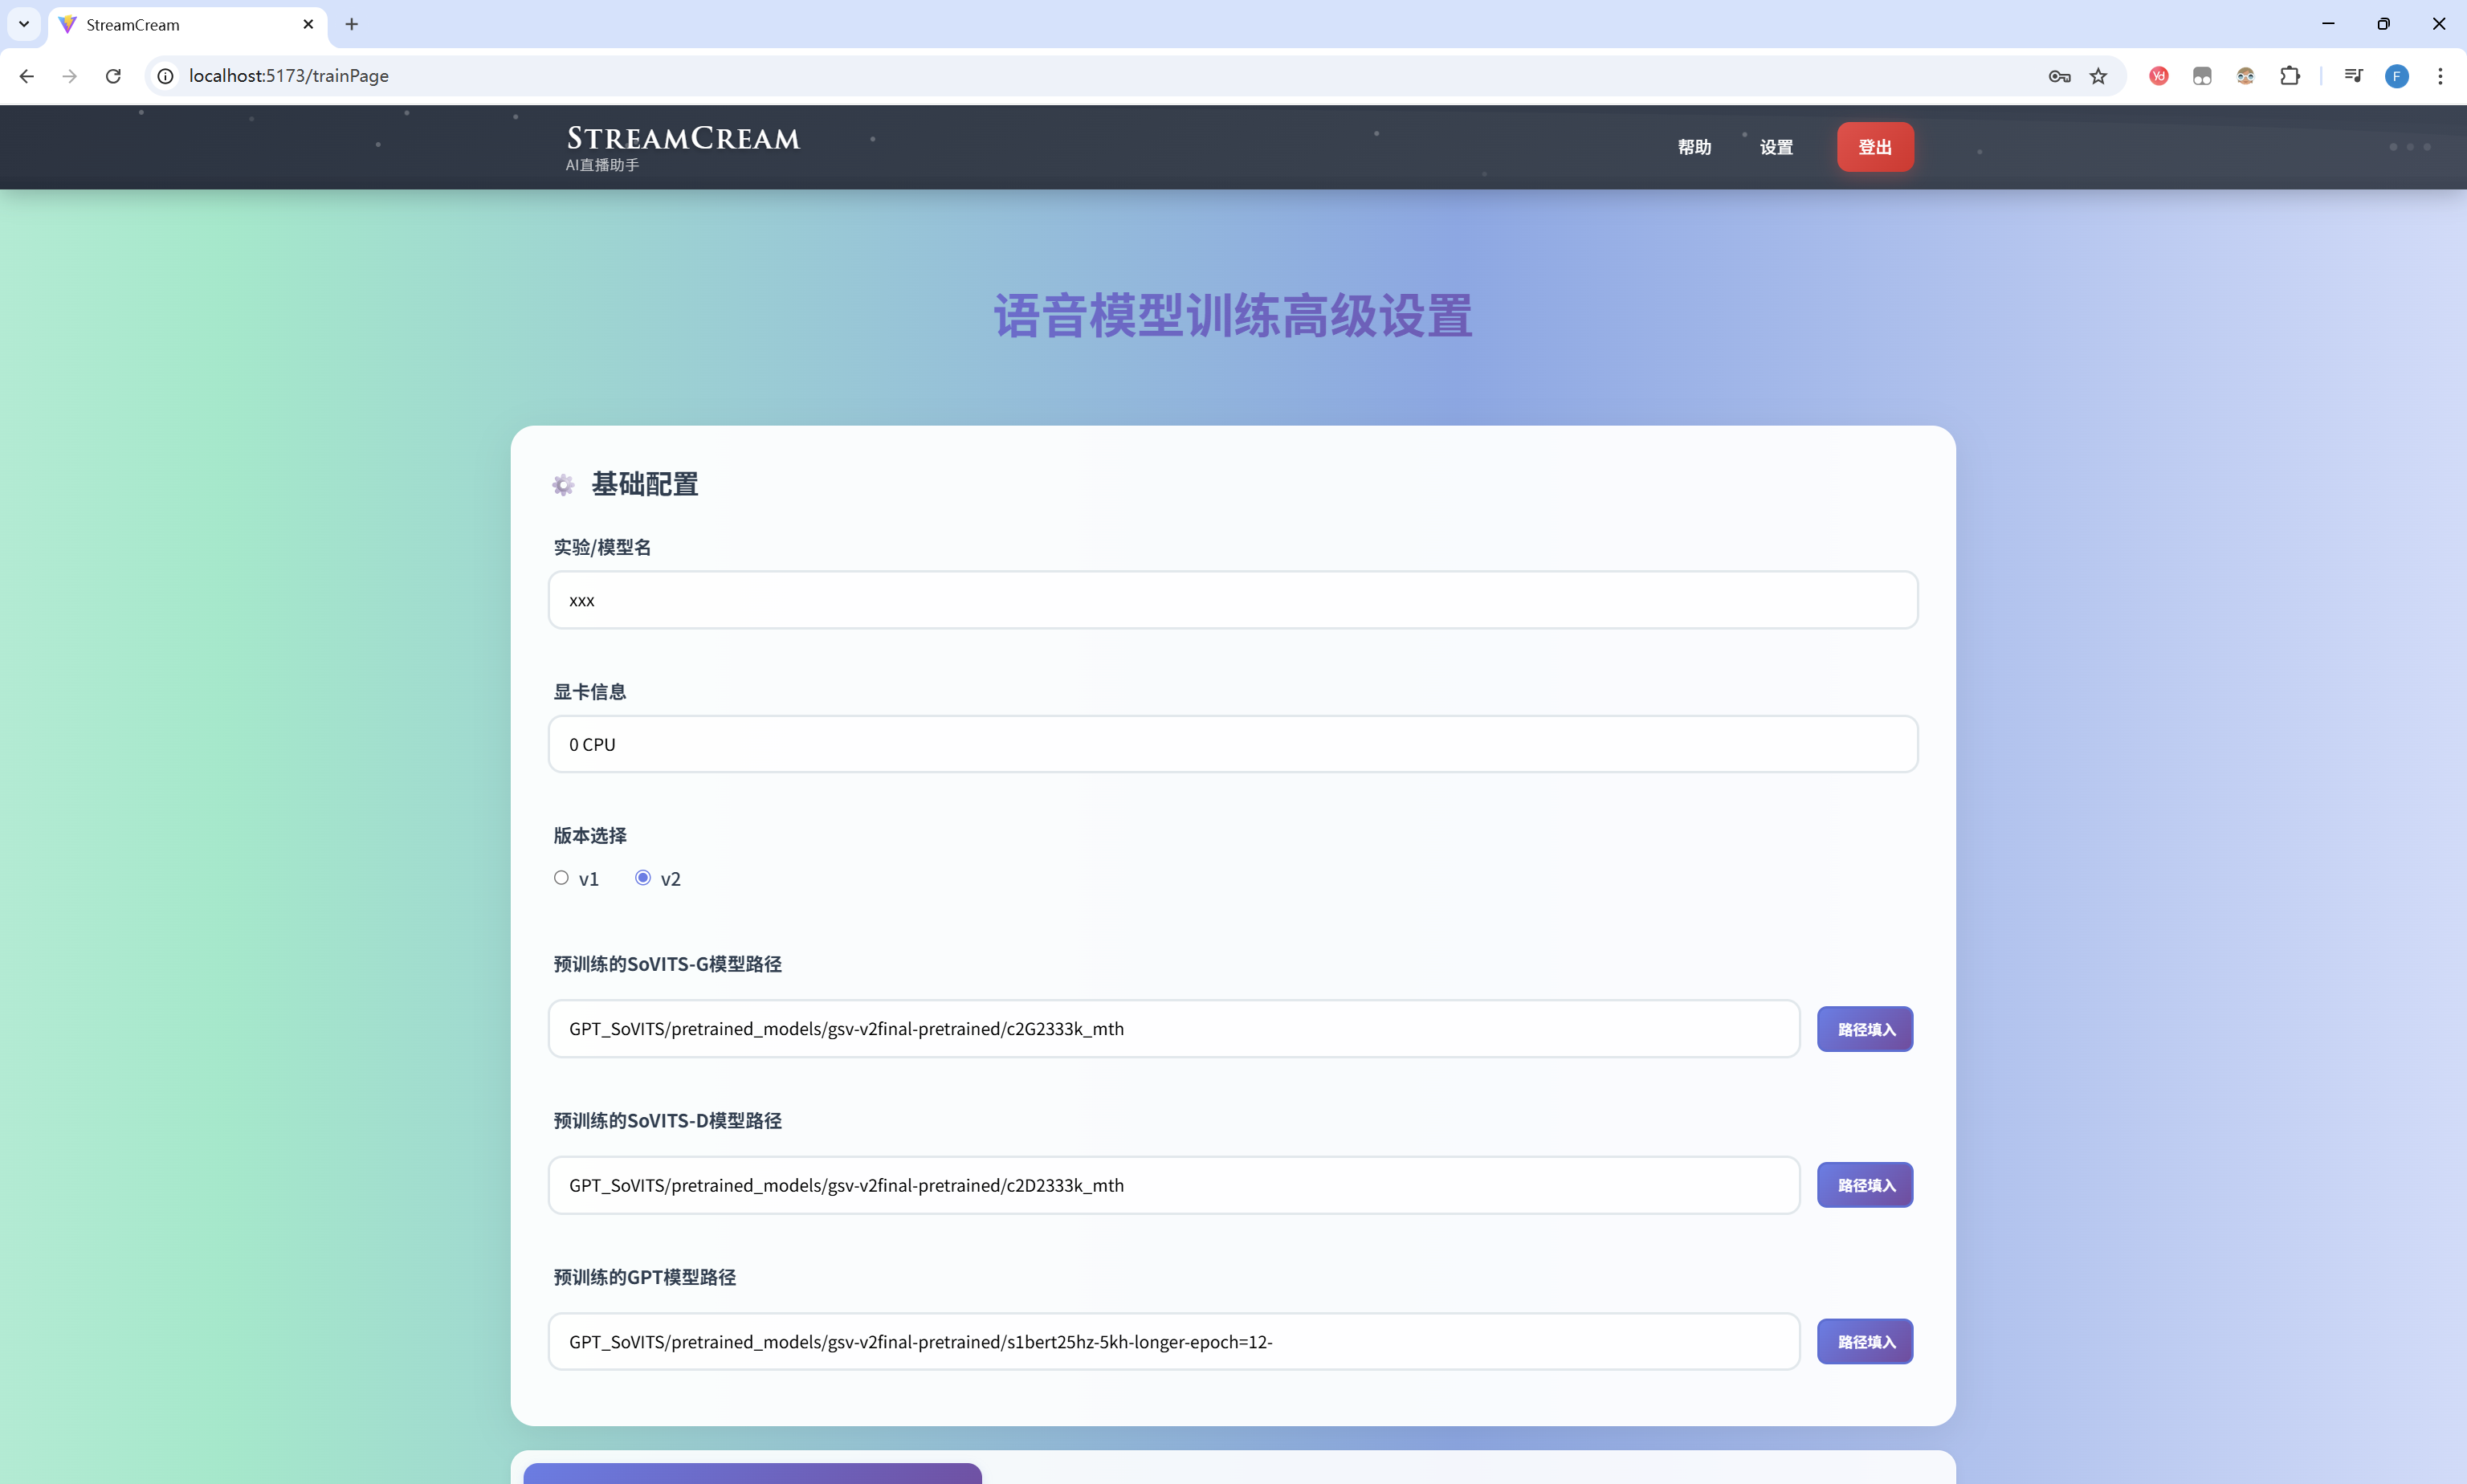 StreamCream
localhost:5173/trainPage
Yd
F
STREAMCREAM
AI直播助手
帮助
设置
登出
语音模型训练高级设置
基础配置
实验/模型名
xxx
显卡信息
0 CPU
版本选择
v1
v2
预训练的SoVITS-G模型路径
GPT_SoVITS/pretrained_models/gsv-v2final-pretrained/c2G2333k_mth
路径填入
预训练的SoVITS-D模型路径
GPT_SoVITS/pretrained_models/gsv-v2final-pretrained/c2D2333k_mth
路径填入
预训练的GPT模型路径
GPT_SoVITS/pretrained_models/gsv-v2final-pretrained/s1bert25hz-5kh-longer-epoch=12-
路径填入